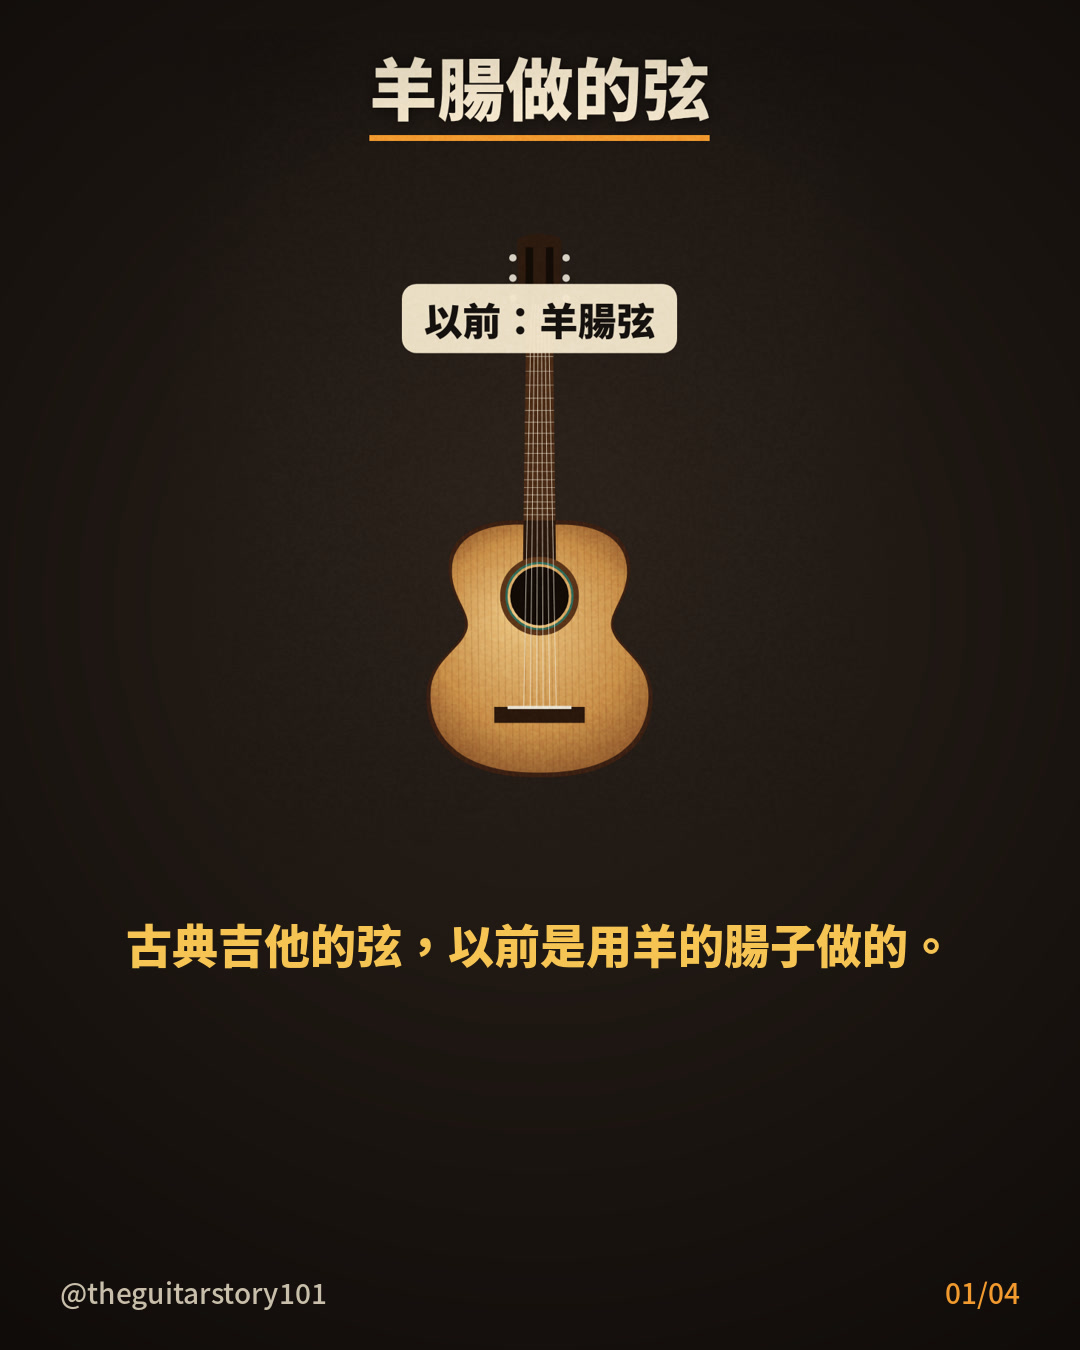 羊腸做的弦
以前：羊腸弦
古典吉他的弦，以前是用羊的腸子做的。
@theguitarstory101
01/04